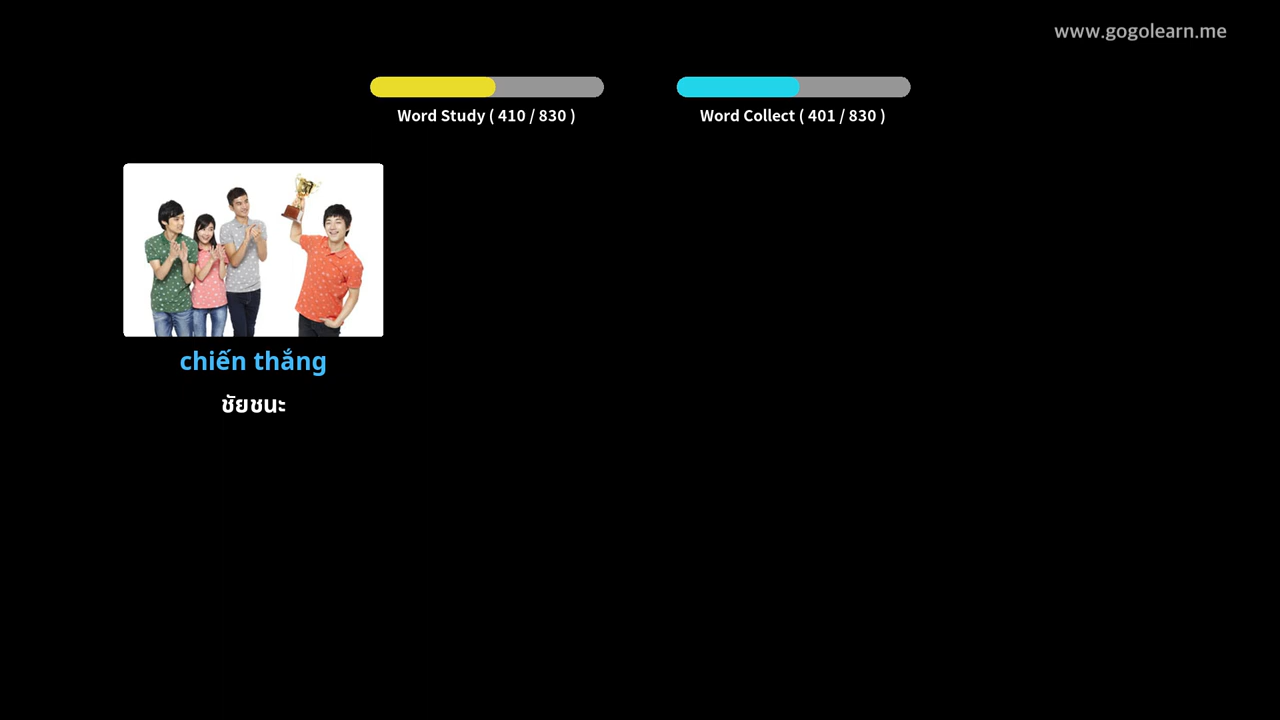 www.gogolearn.me
Word Study ( 410 / 830 )
Word Collect ( 401 / 830 )
chiến thắng
ชัยชนะ